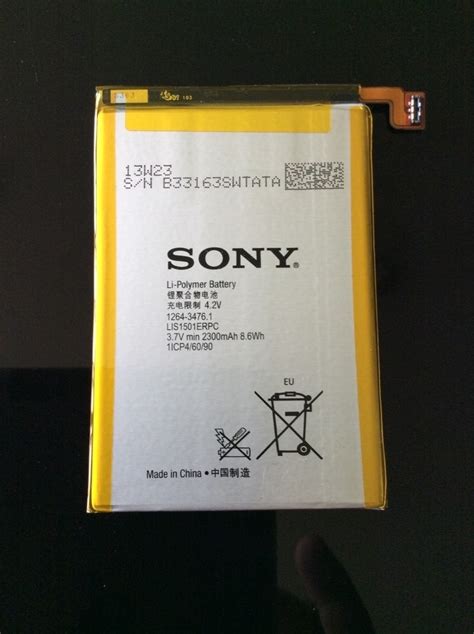 13W23
S/N B33163SWTATA
SONY®
Li-Polymer Battery
锂聚合物电池
充电限制 4.2V
1264-3476.1
LIS1501ERPC
3.7V min 2300mAh 8.6Wh
1ICP4/60/90
EU
Made in China • 中国制造